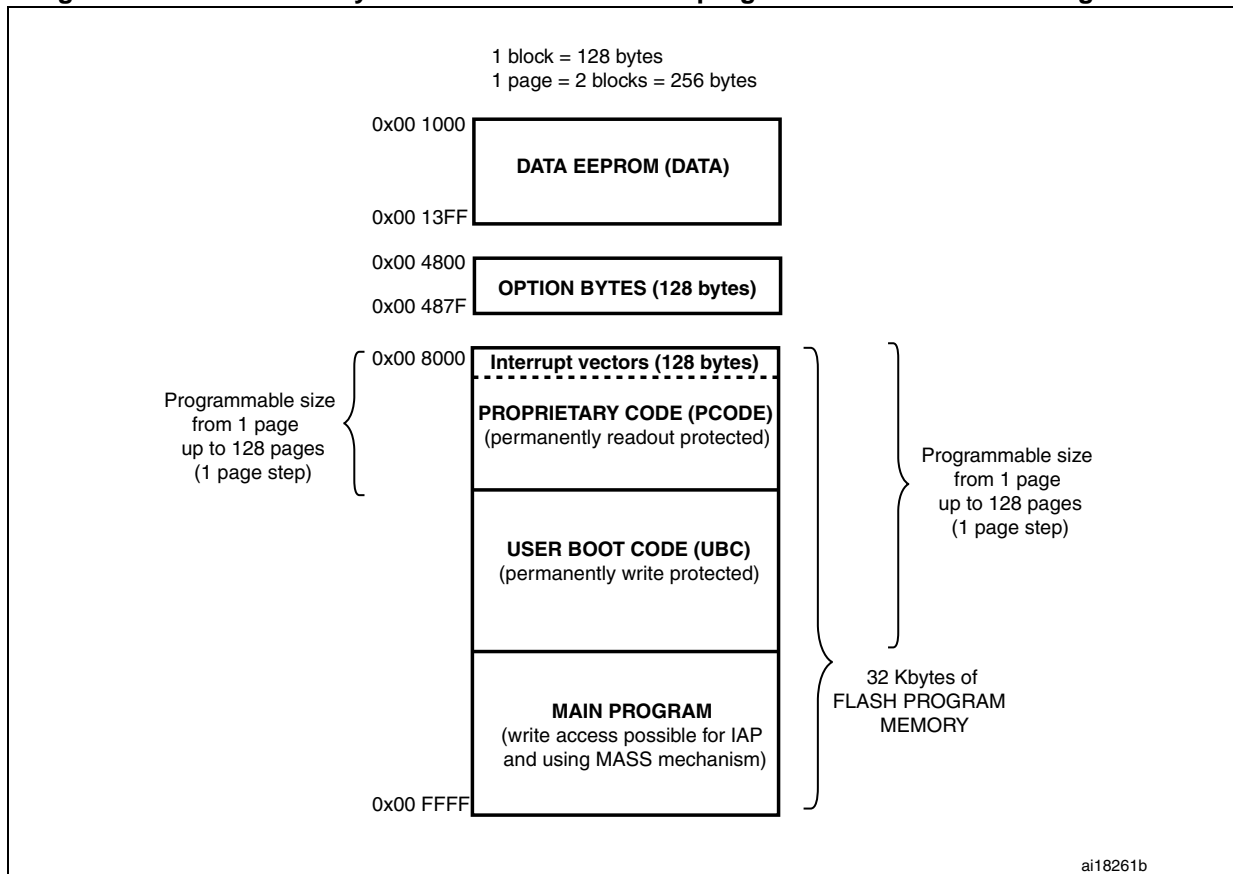 1 block = 128 bytes
1 page = 2 blocks = 256 bytes
0x00 1000
DATA EEPROM (DATA)
0x00 13FF
0x00 4800
OPTION BYTES (128 bytes)
0x00 487F
0x00 8000
Interrupt vectors (128 bytes)
Programmable size
from 1 page
up to 128 pages
(1 page step)
PROPRIETARY CODE (PCODE)
(permanently readout protected)
Programmable size
from 1 page
up to 128 pages
(1 page step)
USER BOOT CODE (UBC)
(permanently write protected)
32 Kbytes of
FLASH PROGRAM
MEMORY
MAIN PROGRAM
(write access possible for IAP
and using MASS mechanism)
0x00 FFFF
ai18261b